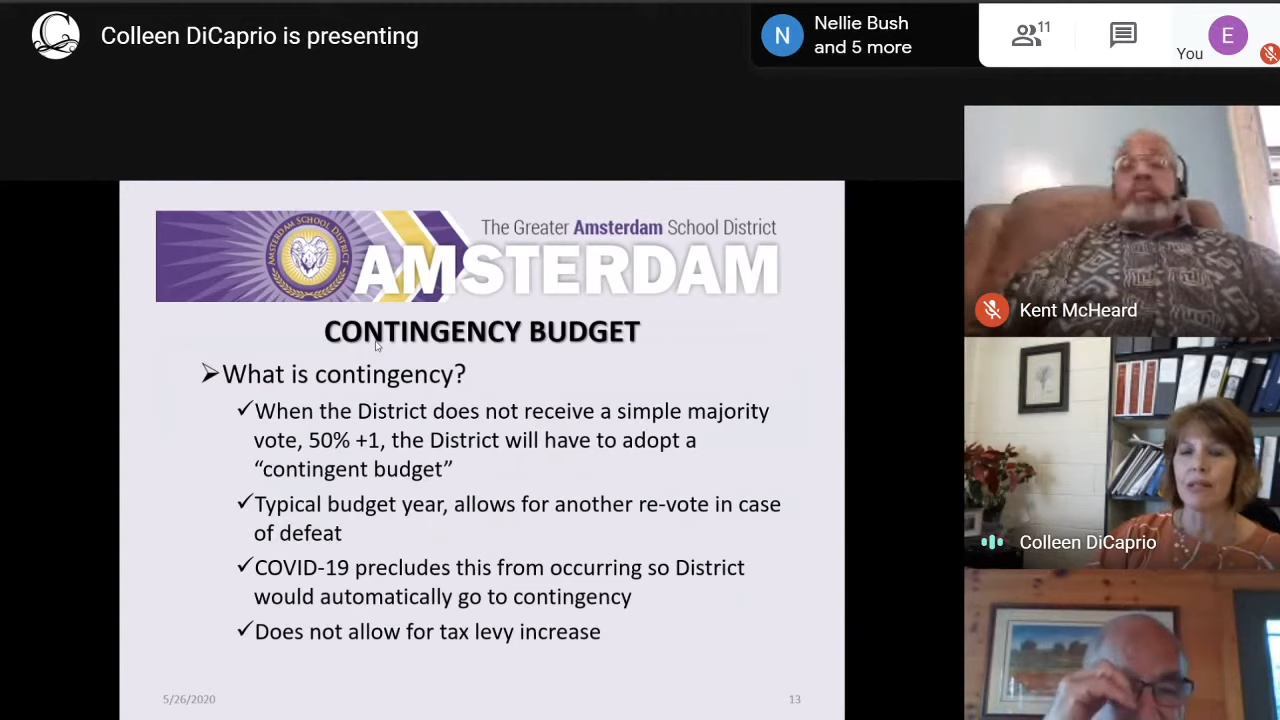 Colleen DiCaprio is presenting
Nellie Bush
and 5 more
N
11
You
E
The Greater Amsterdam School District
AMSTERDAM SCHOOL DISTRICT
AMSTERDAM
CONTINGENCY BUDGET
➢What is contingency?
✓When the District does not receive a simple majority
vote, 50% +1, the District will have to adopt a
“contingent budget”
✓Typical budget year, allows for another re-vote in case
of defeat
✓COVID-19 precludes this from occurring so District
would automatically go to contingency
✓Does not allow for tax levy increase
5/26/2020
13
Kent McHeard
Colleen DiCaprio